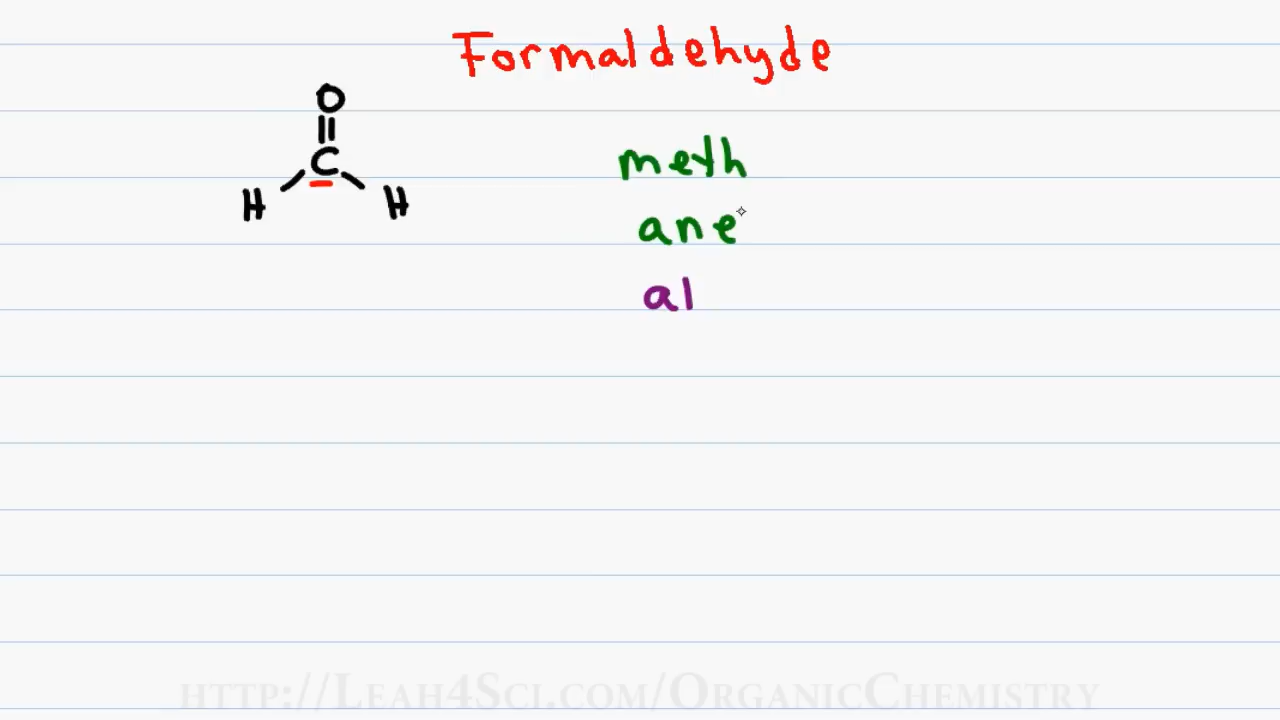 Formaldehyde
O
C
H H
meth
ane
al
http://Leah4Sci.com/OrganicChemistry